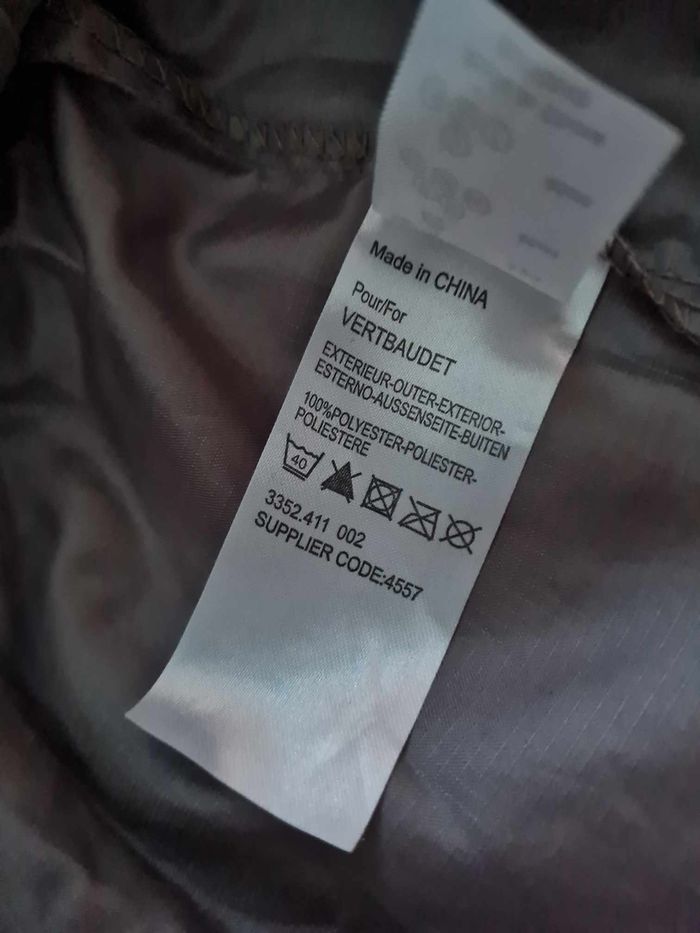 Made in CHINA
Pour/For
VERTBAUDET
EXTERIEUR-OUTER-EXTERIOR-
ESTERNO-AUSSENSEITE-BUITEN
100%POLYESTER-POLIESTER-
POLIESTERE
40
3352.411 002
SUPPLIER CODE:4557